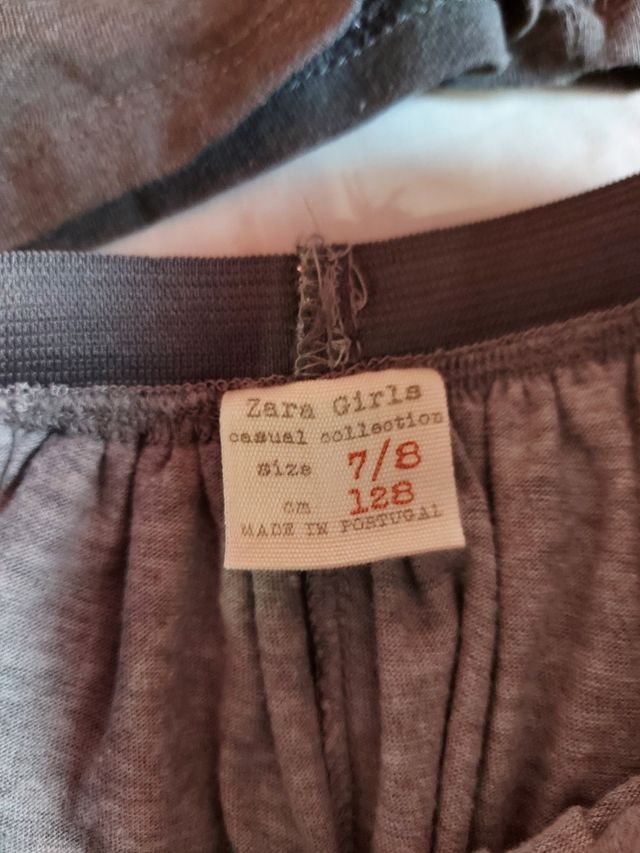 Zara Girls
casual collection
size 7/8
cm 128
MADE IN PORTUGAL